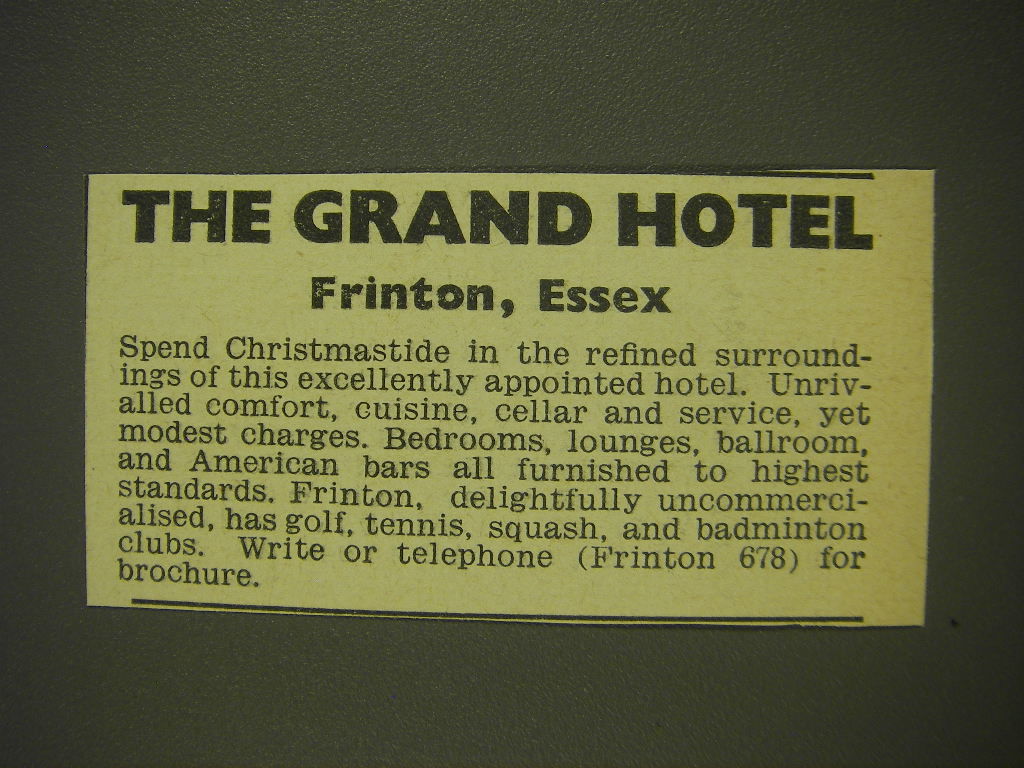 THE GRAND HOTEL
Frinton, Essex
Spend Christmastide in the refined surround-
ings of this excellently appointed hotel. Unriv-
alled comfort, cuisine, cellar and service, yet
modest charges. Bedrooms, lounges, ballroom,
and American bars all furnished to highest
standards. Frinton, delightfully uncommerci-
alised, has golf, tennis, squash, and badminton
clubs. Write or telephone (Frinton 678) for
brochure.